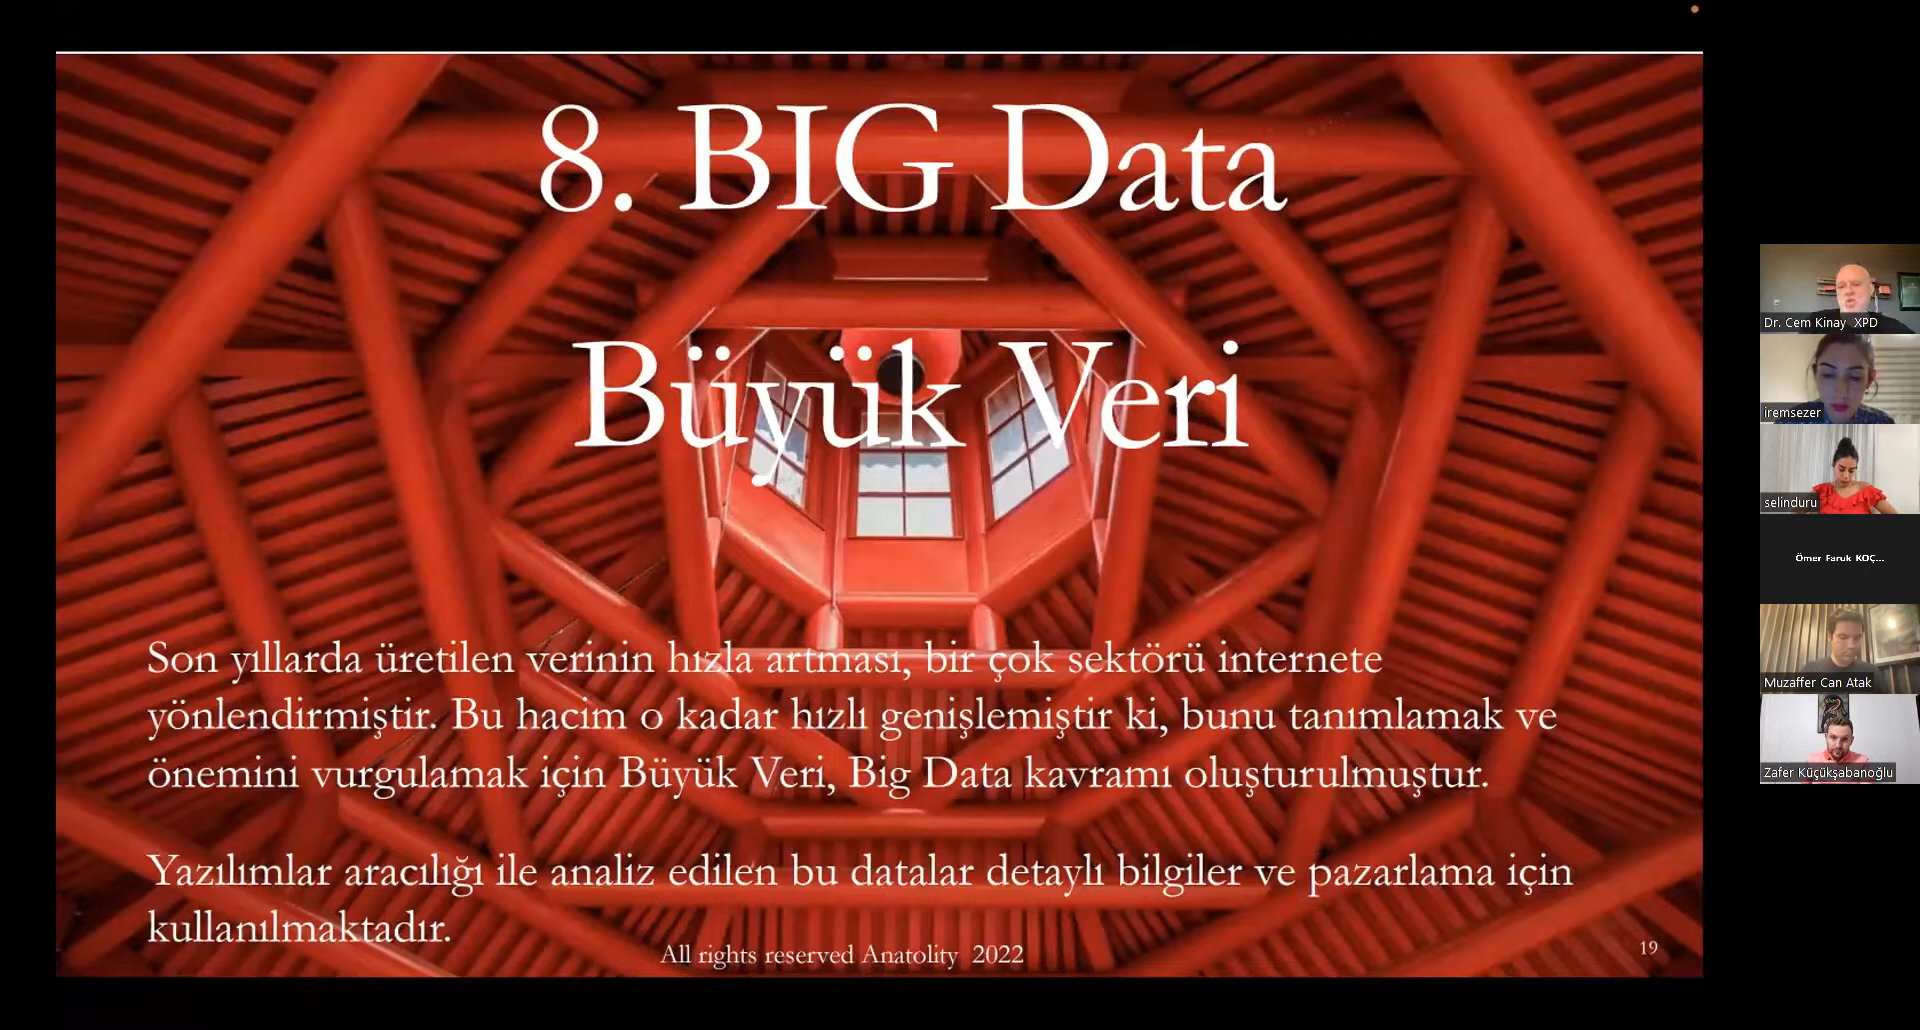 8. BIG Data
Büyük Veri
Son yıllarda üretilen verinin hızla artması, bir çok sektörü internete
yönlendirmiştir. Bu hacim o kadar hızlı genişlemiştir ki, bunu tanımlamak ve
önemini vurgulamak için Büyük Veri, Big Data kavramı oluşturulmuştur.
Yazılımlar aracılığı ile analiz edilen bu datalar detaylı bilgiler ve pazarlama için
kullanılmaktadır.
All rights reserved Anatolity 2022
19
Dr. Cem Kinay XPD
iremsezer
selinduru
Ömer Faruk KOÇ...
Muzaffer Can Atak
Zafer Küçükşabanoğlu